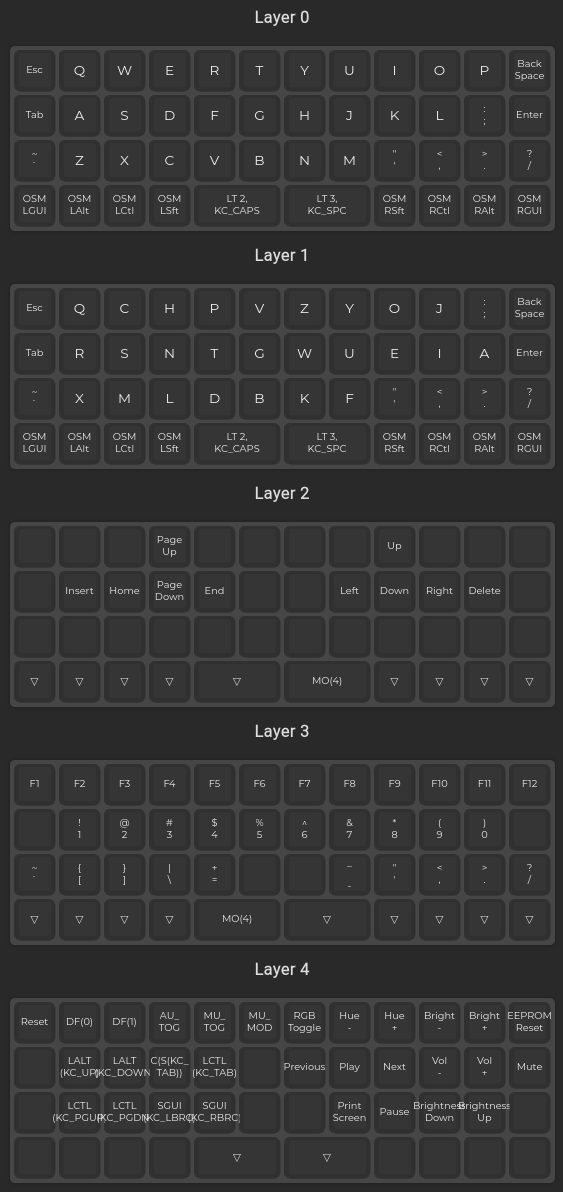 Layer 0
Esc Q W E R T Y U I O P Back Space
Tab A S D F G H J K L : ; Enter
~ ` Z X C V B N M " ' < , > . ? /
OSM LGUI OSM LAlt OSM LCtl OSM LSft LT 2, KC_CAPS LT 3, KC_SPC OSM RSft OSM RCtl OSM RAlt OSM RGUI
Layer 1
Esc Q C H P V Z Y O J : ; Back Space
Tab R S N T G W U E I A Enter
~ ` X M L D B K F " ' < , > . ? /
OSM LGUI OSM LAlt OSM LCtl OSM LSft LT 2, KC_CAPS LT 3, KC_SPC OSM RSft OSM RCtl OSM RAlt OSM RGUI
Layer 2
Page Up Up
Insert Home Page Down End Left Down Right Delete
▽ ▽ ▽ ▽ ▽ MO(4) ▽ ▽ ▽ ▽
Layer 3
F1 F2 F3 F4 F5 F6 F7 F8 F9 F10 F11 F12
! 1 @ 2 # 3 $ 4 % 5 ^ 6 & 7 * 8 ( 9 ) 0
~ ` { [ } ] | \ + = _ - " ' < , > . ? /
▽ ▽ ▽ ▽ MO(4) ▽ ▽ ▽ ▽ ▽
Layer 4
Reset DF(0) DF(1) AU_ TOG MU_ TOG MU_ MOD RGB Toggle Hue - Hue + Bright - Bright + EEPROM Reset
LALT (KC_UP) LALT (KC_DOWN C(S(KC_ TAB)) LCTL (KC_TAB) Previous Play Next Vol - Vol + Mute
LCTL (KC_PGUP LCTL (KC_PGDN SGUI (KC_LBRC) SGUI (KC_RBRC) Print Screen Pause Brightness Down Brightness Up
▽ ▽